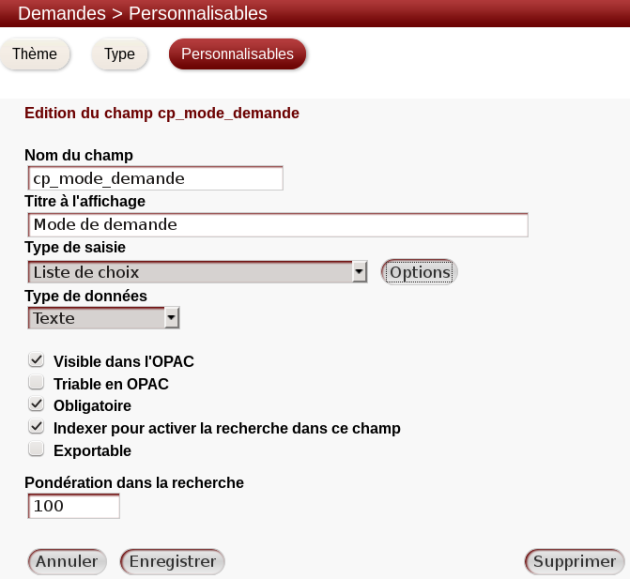 Demandes > Personnalisables
Thème Type Personnalisables
Edition du champ cp_mode_demande
Nom du champ
cp_mode_demande
Titre à l'affichage
Mode de demande
Type de saisie
Liste de choix Options
Type de données
Texte
Visible dans l'OPAC
Triable en OPAC
Obligatoire
Indexer pour activer la recherche dans ce champ
Exportable
Pondération dans la recherche
100
Annuler Enregistrer Supprimer